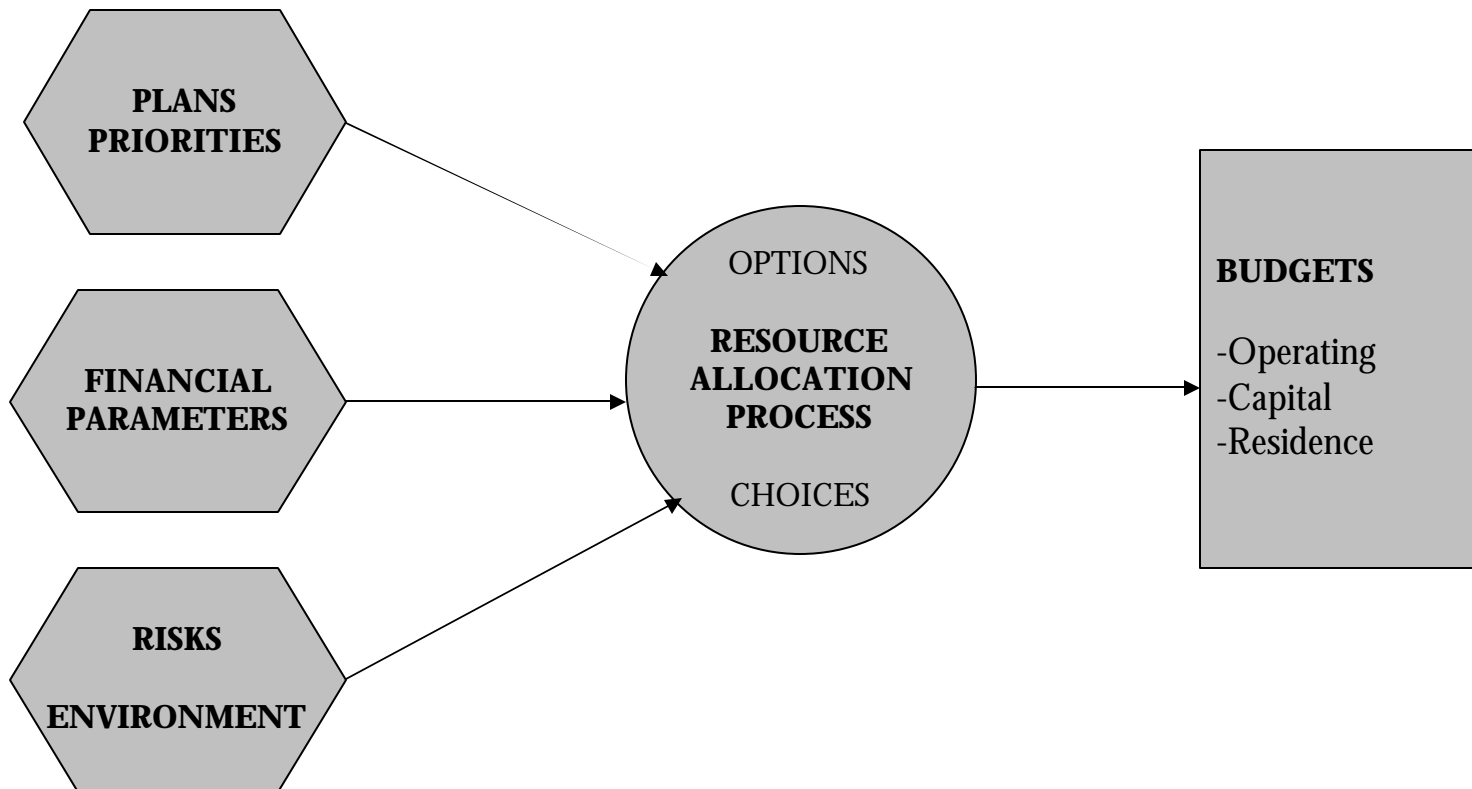 PLANS
PRIORITIES
FINANCIAL
PARAMETERS
RISKS
ENVIRONMENT
OPTIONS
RESOURCE
ALLOCATION
PROCESS
CHOICES
BUDGETS
-Operating
-Capital
-Residence